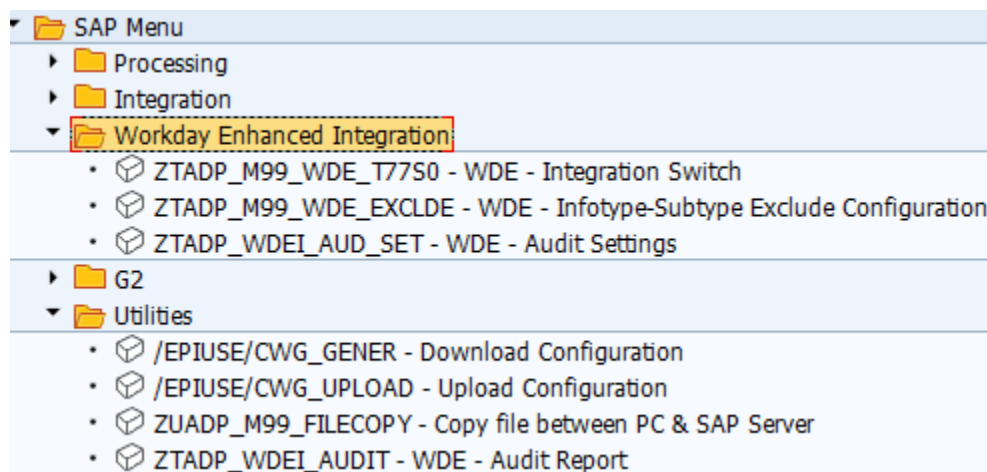 SAP Menu
Processing
Integration
Workday Enhanced Integration
ZTADP_M99_WDE_T77S0 - WDE - Integration Switch
ZTADP_M99_WDE_EXCLDE - WDE - Infotype-Subtype Exclude Configuration
ZTADP_WDEI_AUD_SET - WDE - Audit Settings
G2
Utilities
/EPIUSE/CWG_GENER - Download Configuration
/EPIUSE/CWG_UPLOAD - Upload Configuration
ZUADP_M99_FILECOPY - Copy file between PC & SAP Server
ZTADP_WDEI_AUDIT - WDE - Audit Report